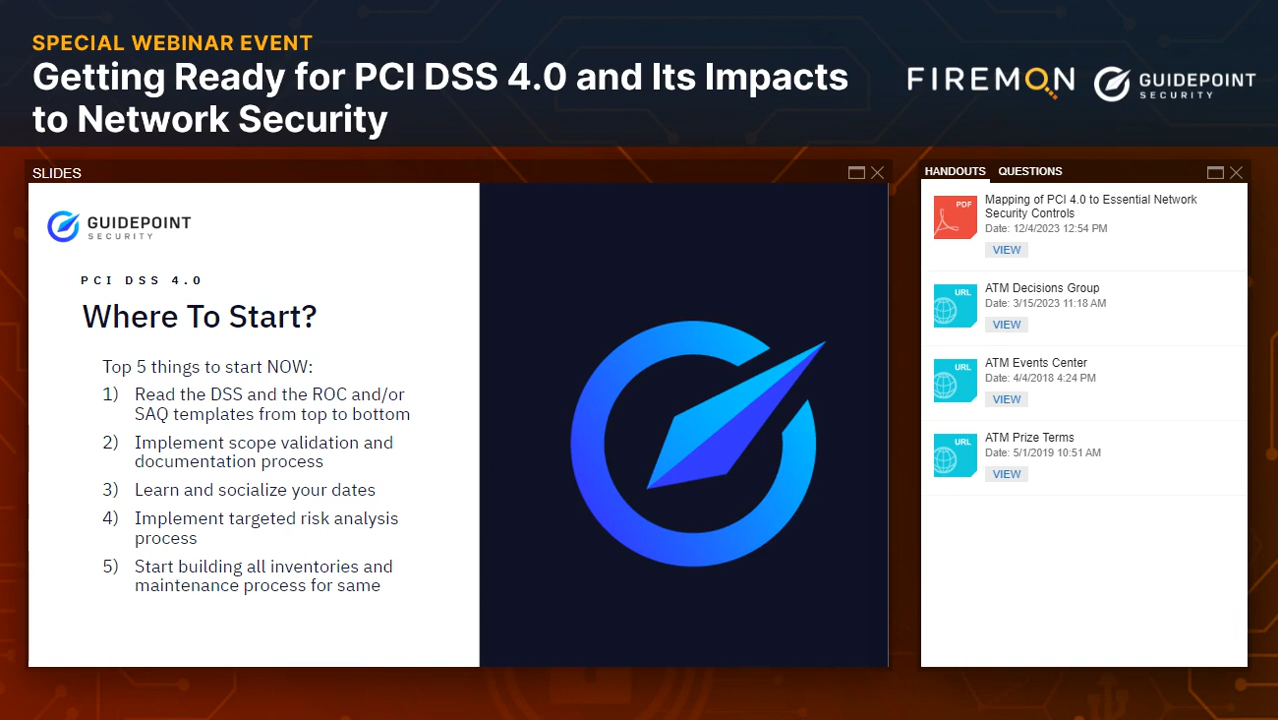 SPECIAL WEBINAR EVENT
Getting Ready for PCI DSS 4.0 and Its Impacts
to Network Security
FIREMON
GUIDEPOINT
SECURITY
SLIDES
GUIDEPOINT
SECURITY
PCI DSS 4.0
Where To Start?
Top 5 things to start NOW:
1) Read the DSS and the ROC and/or
SAQ templates from top to bottom
2) Implement scope validation and
documentation process
3) Learn and socialize your dates
4) Implement targeted risk analysis
process
5) Start building all inventories and
maintenance process for same
HANDOUTS QUESTIONS
PDF
Mapping of PCI 4.0 to Essential Network
Security Controls
Date: 12/4/2023 12:54 PM
VIEW
URL
ATM Decisions Group
Date: 3/15/2023 11:18 AM
VIEW
URL
ATM Events Center
Date: 4/4/2018 4:24 PM
VIEW
URL
ATM Prize Terms
Date: 5/1/2019 10:51 AM
VIEW